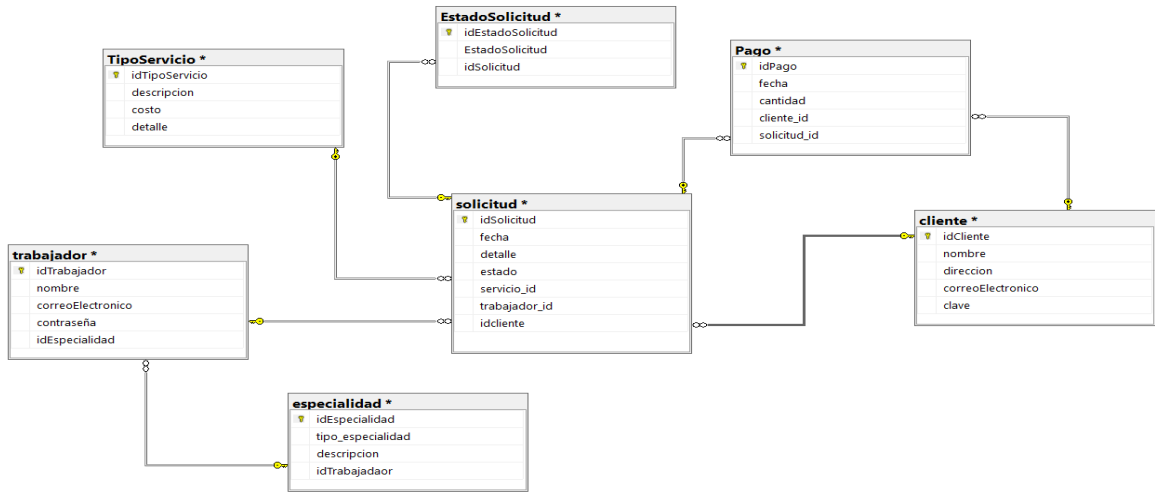 EstadoSolicitud *
idEstadoSolicitud
EstadoSolicitud
idSolicitud
TipoServicio *
idTipoServicio
descripcion
costo
detalle
Pago *
idPago
fecha
cantidad
cliente_id
solicitud_id
solicitud *
idSolicitud
fecha
detalle
estado
servicio_id
trabajador_id
idcliente
cliente *
idCliente
nombre
direccion
correoElectronico
clave
trabajador *
idTrabajador
nombre
correoElectronico
contraseña
idEspecialidad
especialidad *
idEspecialidad
tipo_especialidad
descripcion
idTrabajadaor